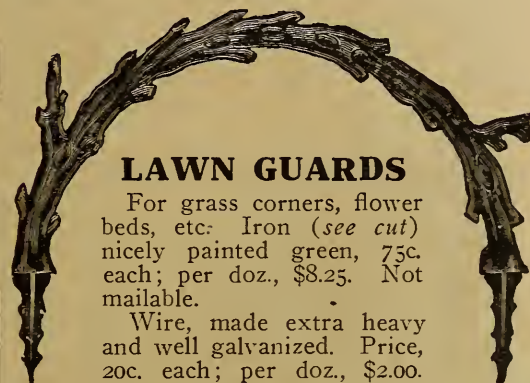 LAWN GUARDS
For grass corners, flower
beds, etc. Iron (see cut)
nicely painted green, 75c.
each; per doz., $8.25. Not
mailable.
Wire, made extra heavy
and well galvanized. Price,
20c. each; per doz., $2.00.